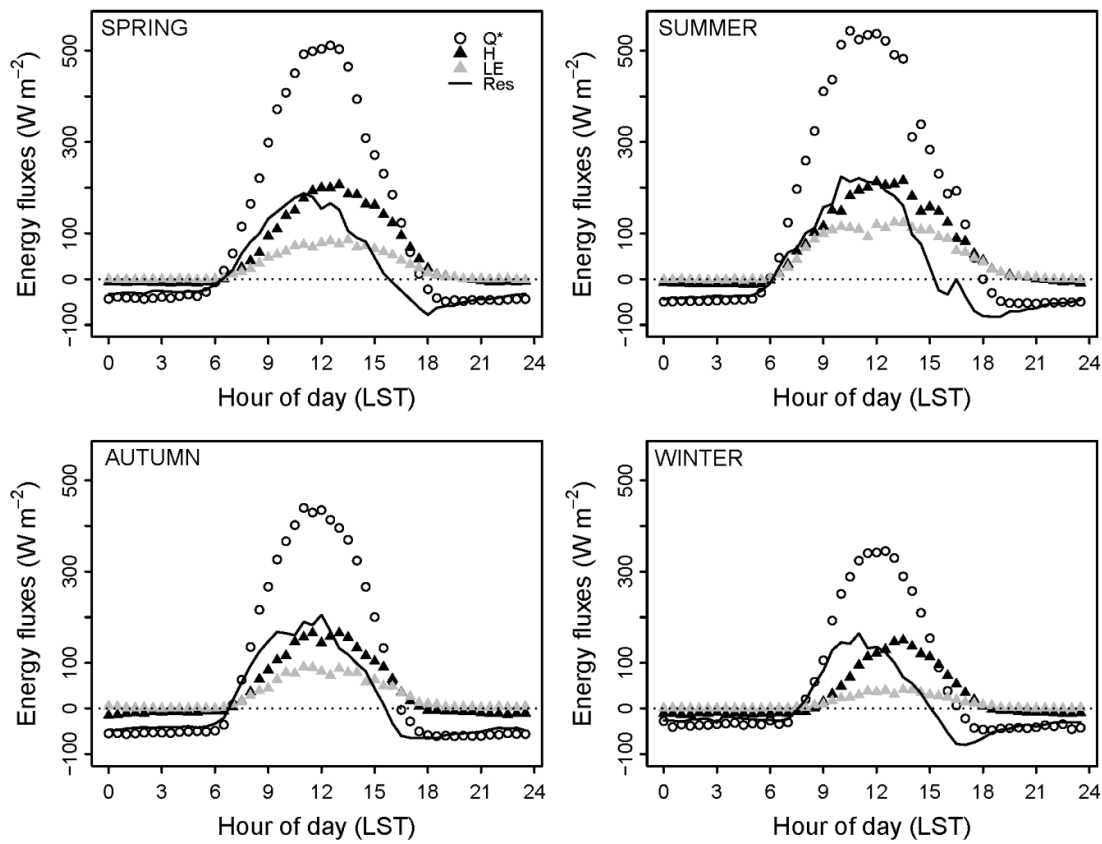 SPRING
Q*
H
LE
Res
Energy fluxes (W m−2)
500
300
100
0
−100
0 3 6 9 12 15 18 21 24
Hour of day (LST)
SUMMER
Energy fluxes (W m−2)
500
300
100
0
−100
0 3 6 9 12 15 18 21 24
Hour of day (LST)
AUTUMN
Energy fluxes (W m−2)
500
300
100
0
−100
0 3 6 9 12 15 18 21 24
Hour of day (LST)
WINTER
Energy fluxes (W m−2)
500
300
100
0
−100
0 3 6 9 12 15 18 21 24
Hour of day (LST)